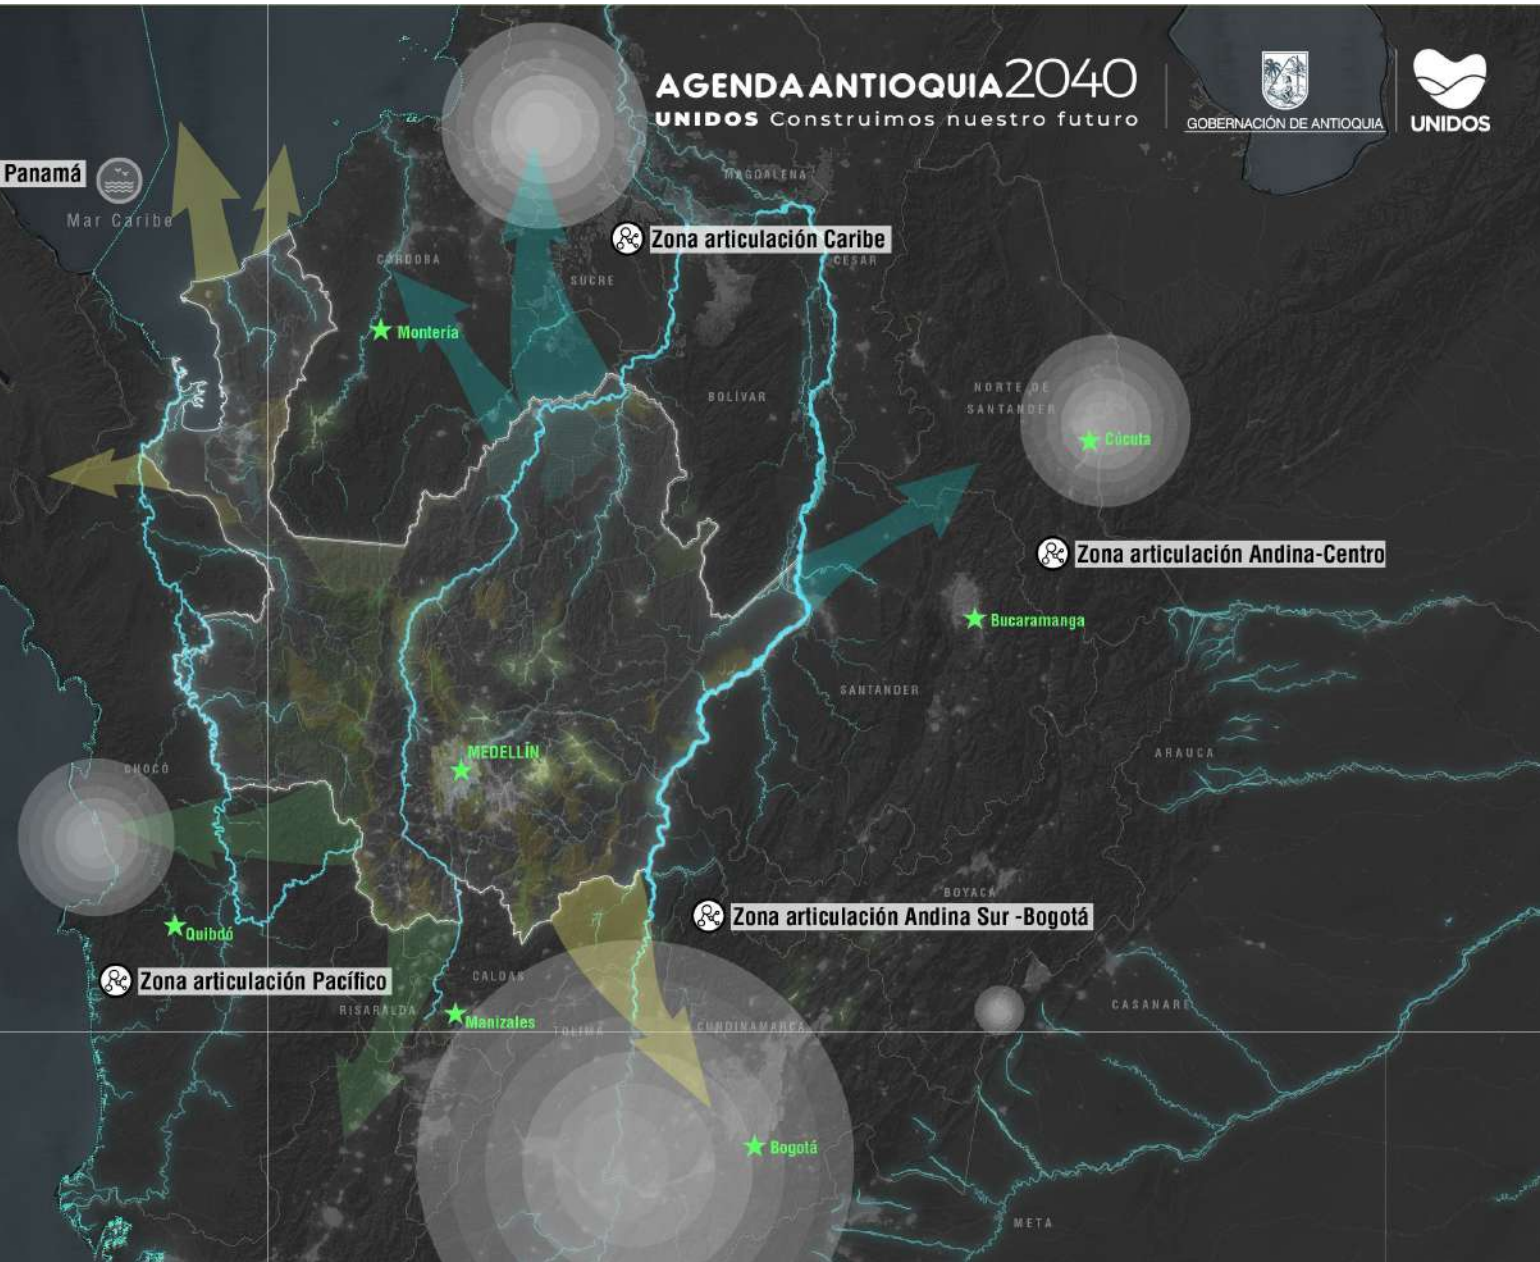 AGENDA ANTIOQUIA 2040
UNIDOS Construimos nuestro futuro
GOBERNACIÓN DE ANTIOQUIA
UNIDOS
Panamá
Mar Caribe
MAGDALENA
Zona articulación Caribe
CÓRDOBA
SUCRE
CESAR
Montería
BOLÍVAR
NORTE DE
SANTANDER
Cúcuta
Zona articulación Andina-Centro
Bucaramanga
SANTANDER
ARAUCA
MEDELLÍN
CHOCÓ
BOYACÁ
Zona articulación Andina Sur -Bogotá
Quibdó
Zona articulación Pacífico
CALDAS
RISARALDA
Manizales
TOLIMA
CUNDINAMARCA
CASANARE
Bogotá
META